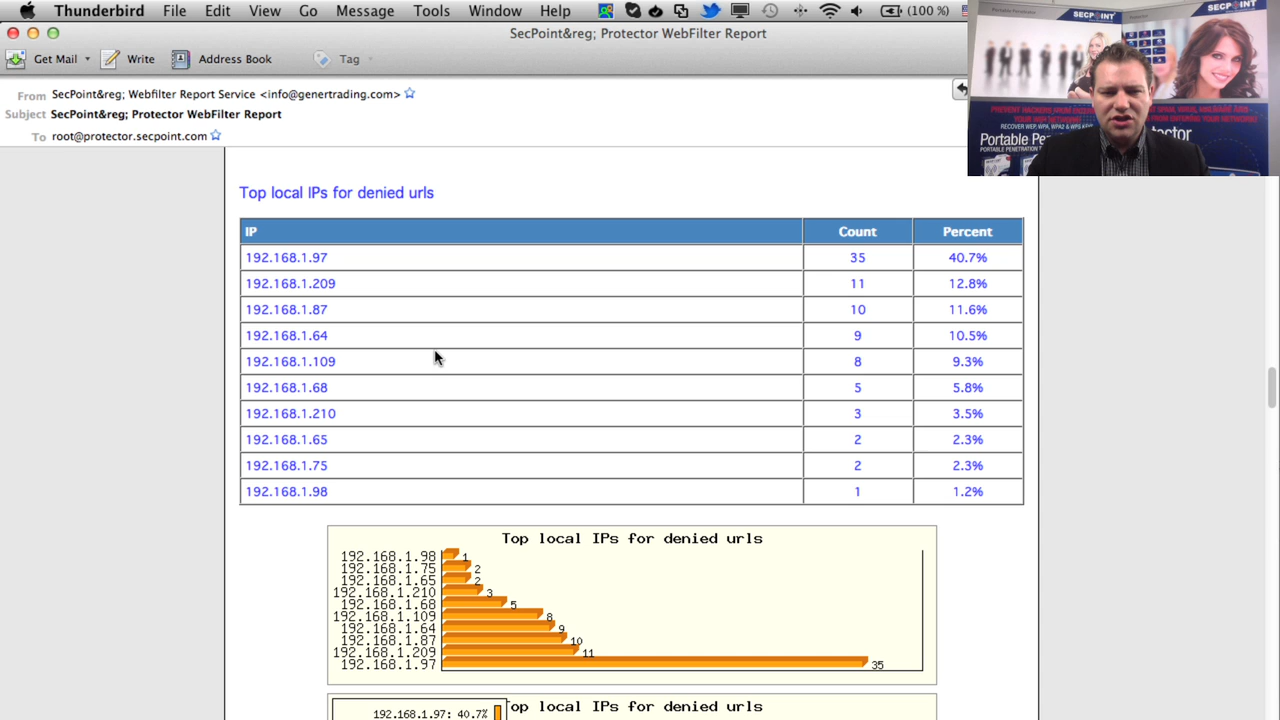 Thunderbird File Edit View Go Message Tools Window Help (100 %)
SecPoint&reg; Protector WebFilter Report
Get Mail Write Address Book Tag
From SecPoint&reg; Webfilter Report Service <info@genertrading.com>
Subject SecPoint&reg; Protector WebFilter Report
To root@protector.secpoint.com
SECPOINT
SECPOINT
RECOVER WEP, WPA, WPA2 & WPS KEYS
Top local IPs for denied urls
IP Count Percent
192.168.1.97 35 40.7%
192.168.1.209 11 12.8%
192.168.1.87 10 11.6%
192.168.1.64 9 10.5%
192.168.1.109 8 9.3%
192.168.1.68 5 5.8%
192.168.1.210 3 3.5%
192.168.1.65 2 2.3%
192.168.1.75 2 2.3%
192.168.1.98 1 1.2%
Top local IPs for denied urls
192.168.1.98 1
192.168.1.75 2
192.168.1.65 2
192.168.1.210 3
192.168.1.68 5
192.168.1.109 8
192.168.1.64 9
192.168.1.87 10
192.168.1.209 11
192.168.1.97 35
op local IPs for denied urls
192.168.1.97: 40.7%